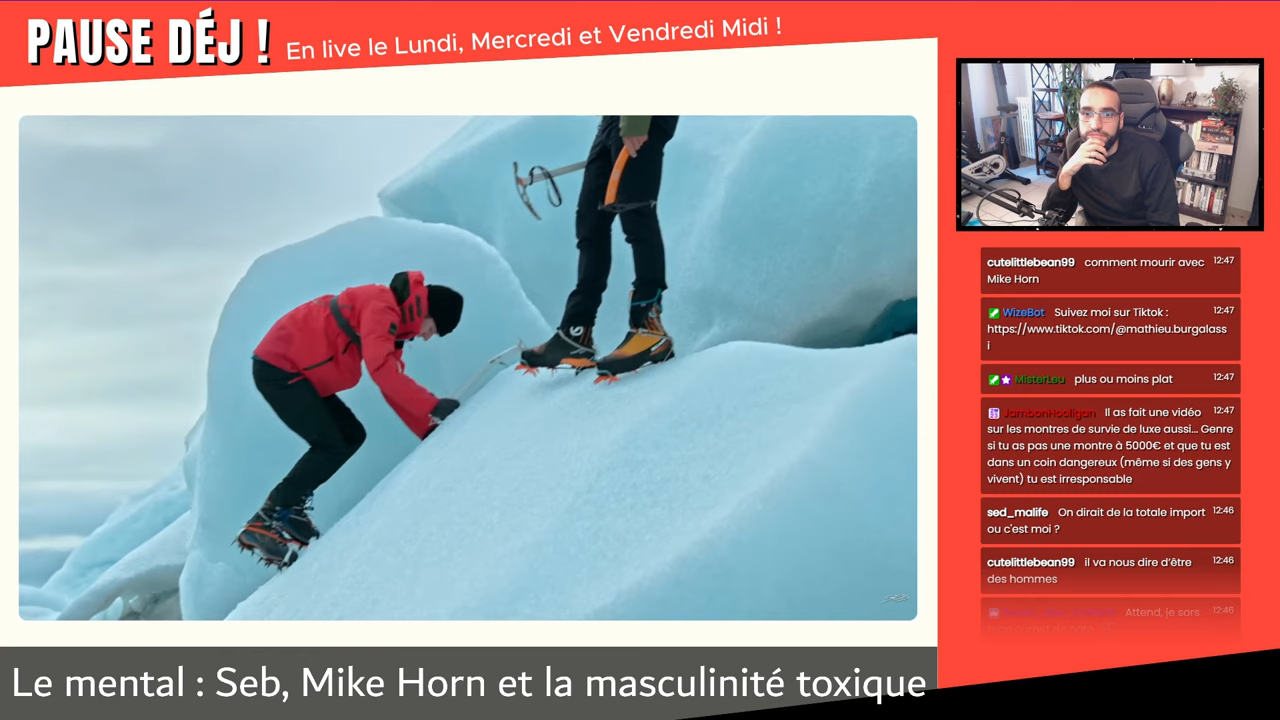 PAUSE DÉJ !
En live le Lundi, Mercredi et Vendredi Midi !
cutelittlebean99 comment mourir avec 12:47
Mike Horn
WizeBot Suivez moi sur Tiktok : 12:47
https://www.tiktok.com/@mathieu.burgalass
i
MisterLeu plus ou moins plat 12:47
JambonHooligan Il as fait une vidéo 12:47
sur les montres de survie de luxe aussi... Genre
si tu as pas une montre à 5000€ et que tu est
dans un coin dangereux (même si des gens y
vivent) tu est irresponsable
sed_malife On dirait de la totale import 12:46
ou c'est moi ?
cutelittlebean99 il va nous dire d'être 12:46
des hommes
Attend, je sors 12:46
Le mental : Seb, Mike Horn et la masculinité toxique